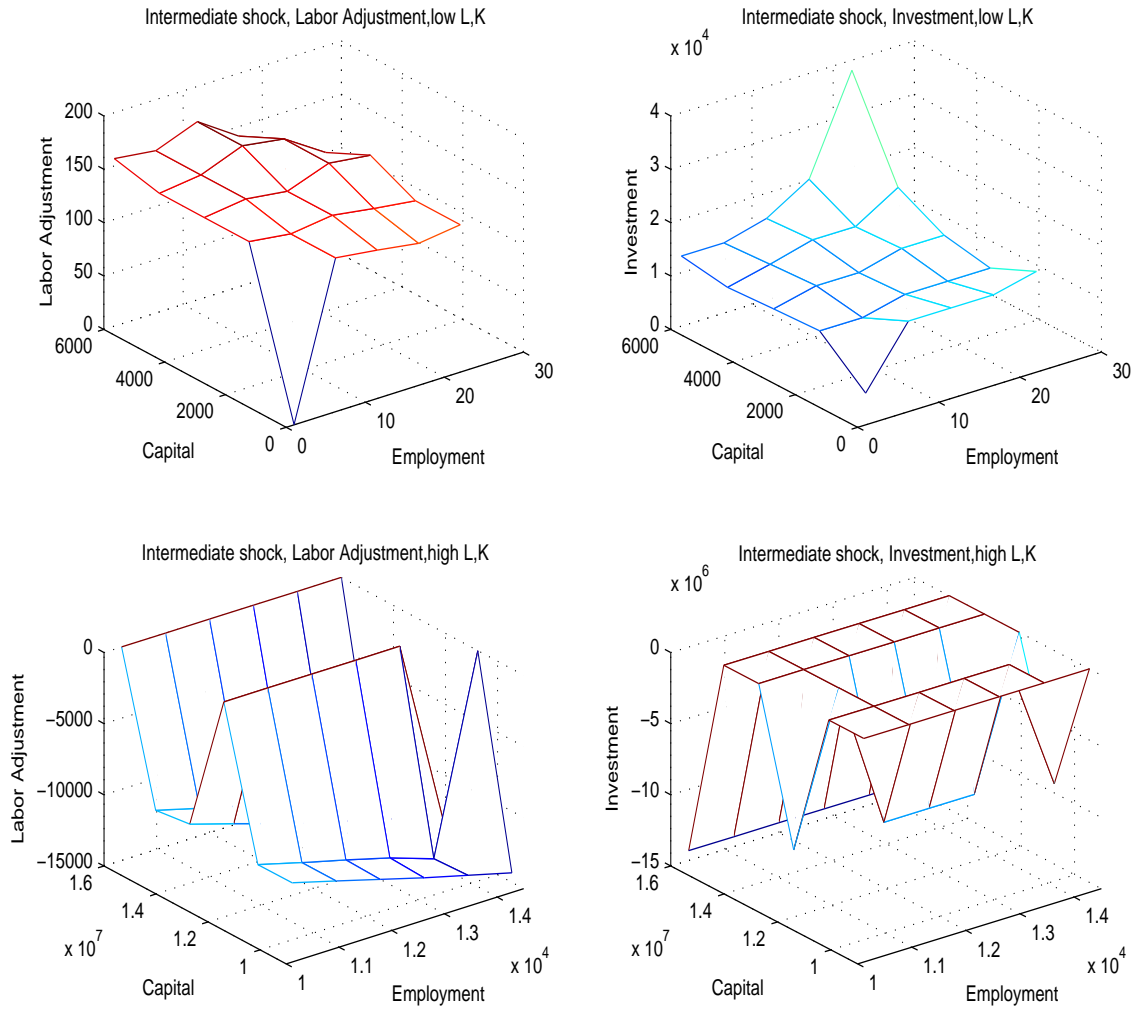 Intermediate shock, Labor Adjustment,low L,K
200
150
100
50
0
Labor Adjustment
6000
4000
2000
0
Capital
0
10
20
30
Employment
Intermediate shock, Investment,low L,K
x 10^4
4
3
2
1
0
Investment
6000
4000
2000
0
Capital
0
10
20
30
Employment
Intermediate shock, Labor Adjustment,high L,K
0
−5000
−10000
−15000
Labor Adjustment
1.6
1.4
1.2
1
x 10^7
Capital
1
1.1
1.2
1.3
1.4
x 10^4
Employment
Intermediate shock, Investment,high L,K
x 10^6
0
−5
−10
−15
Investment
1.6
1.4
1.2
1
x 10^7
Capital
1
1.1
1.2
1.3
1.4
x 10^4
Employment